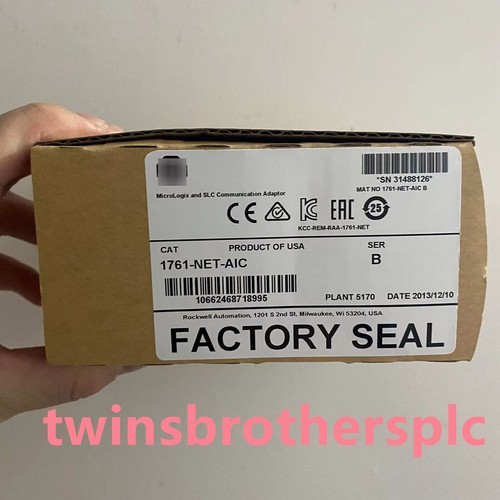 *SN 31488126*
MAT NO 1761-NET-AIC B
MicroLogix and SLC Communication Adaptor
CE
EAC
25
KCC-REM-RAA-1761-NET
CAT PRODUCT OF USA SER
1761-NET-AIC B
10662468718995 PLANT 5170 DATE 2013/12/10
Rockwell Automation, 1201 S 2nd St, Milwaukee, Wi 53204, USA
FACTORY SEAL
twinsbrothersplc